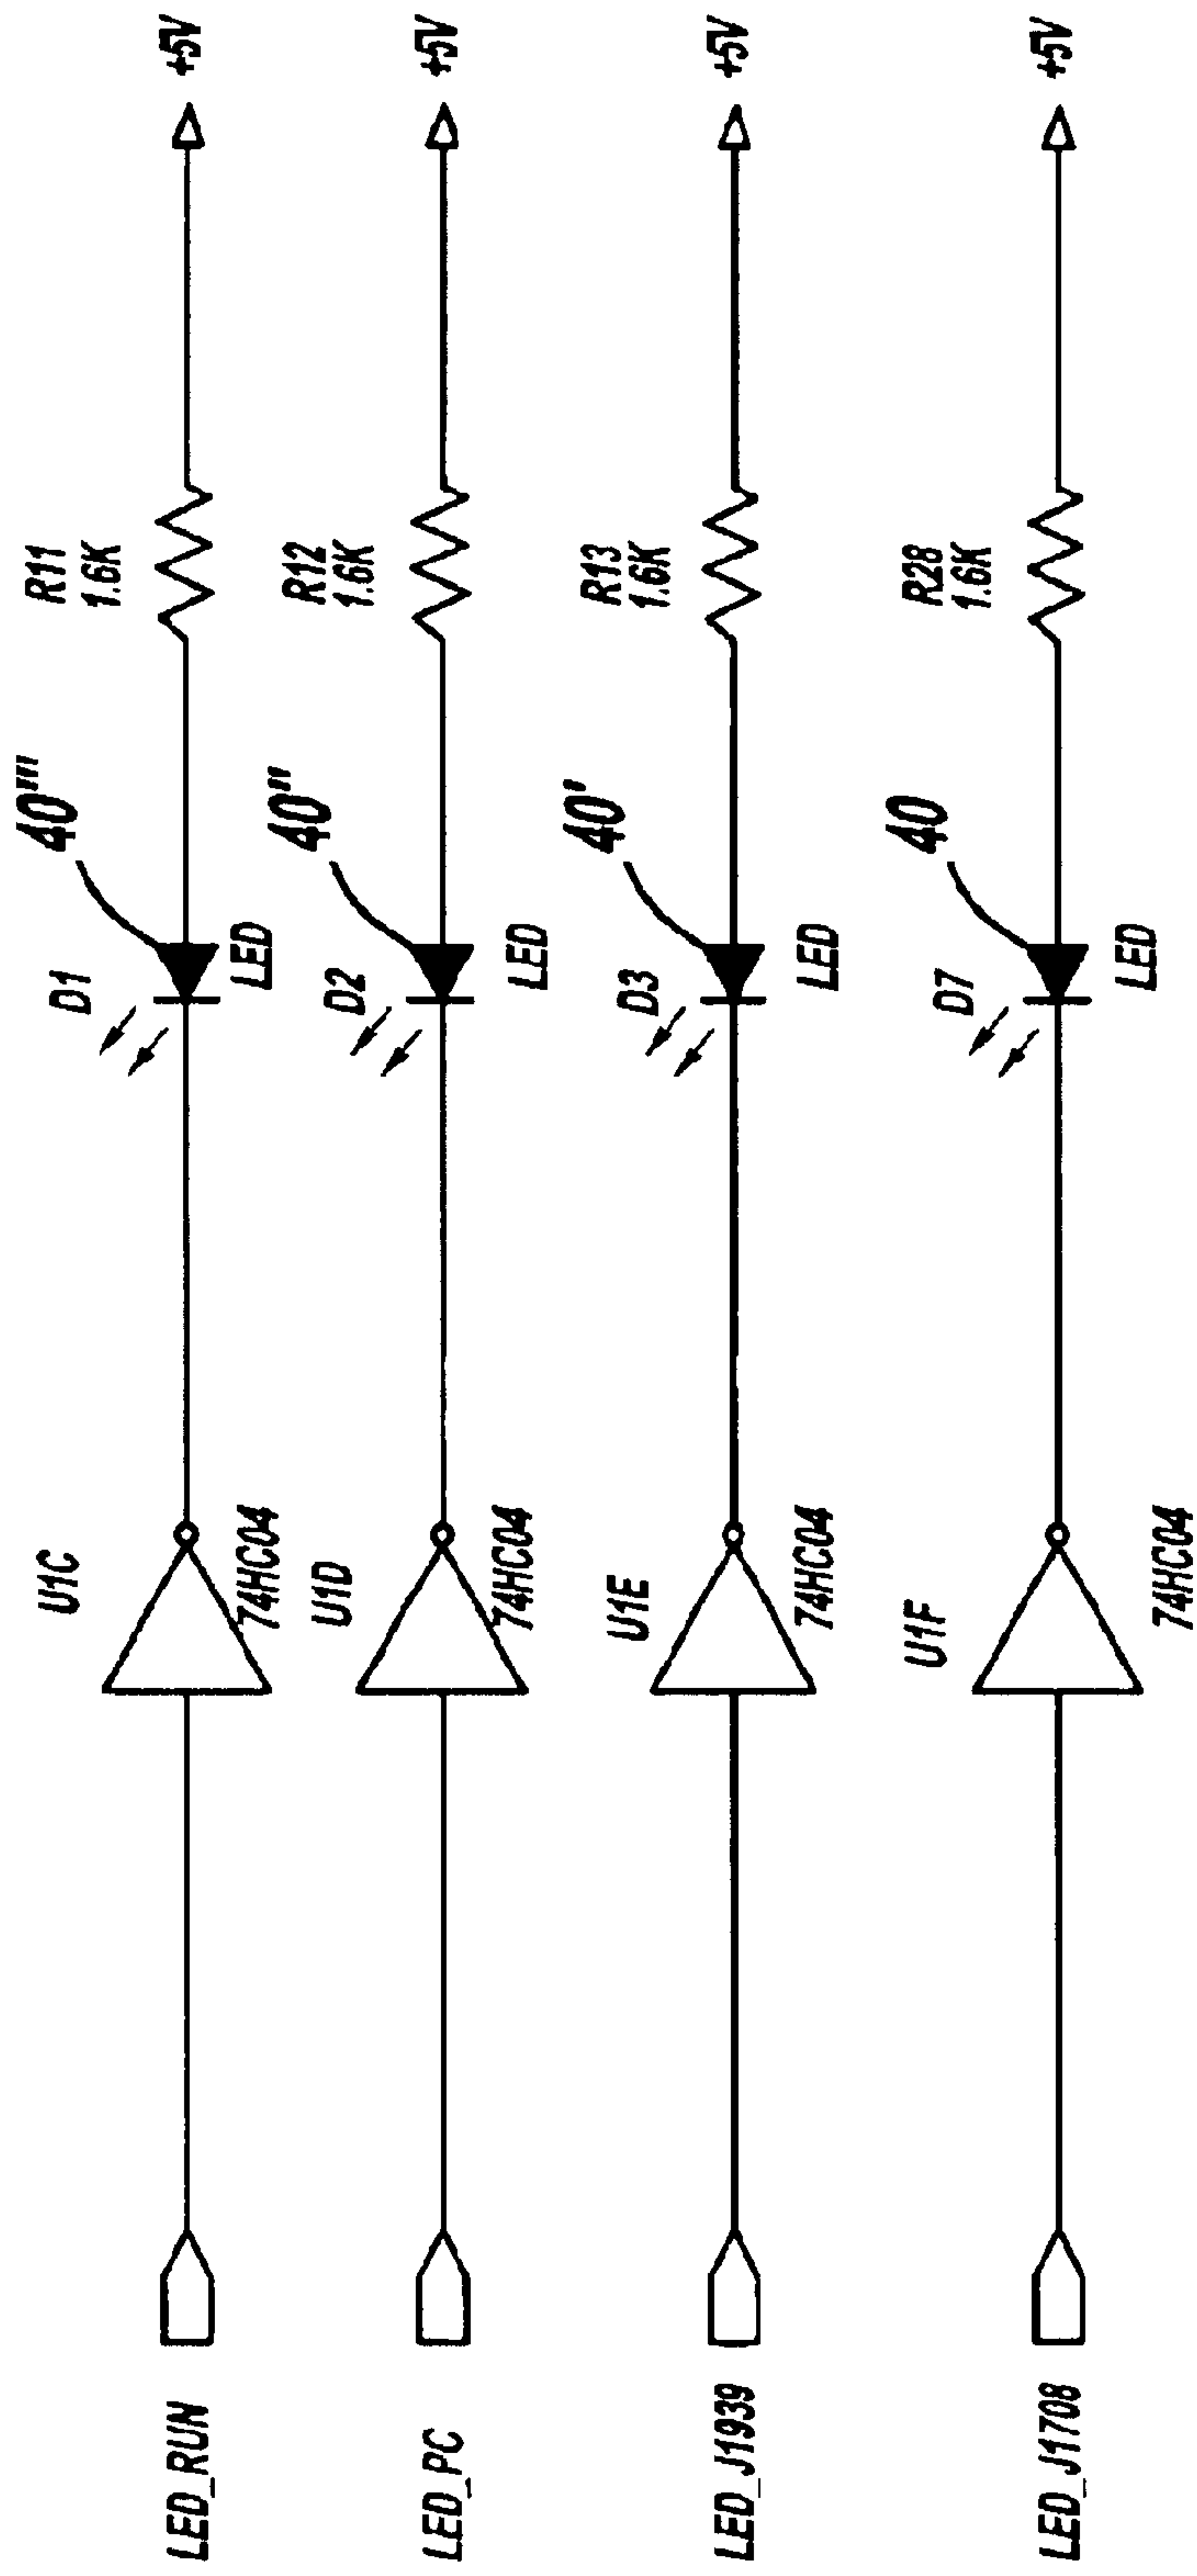 LED_RUN
U1C
74HC04
D1
LED
40'''
R11
1.6K
+5V
LED_PC
U1D
74HC04
D2
LED
40''
R12
1.6K
+5V
LED_J1939
U1E
74HC04
D3
LED
40'
R13
1.6K
+5V
LED_J1708
U1F
74HC04
D7
LED
40
R28
1.6K
+5V